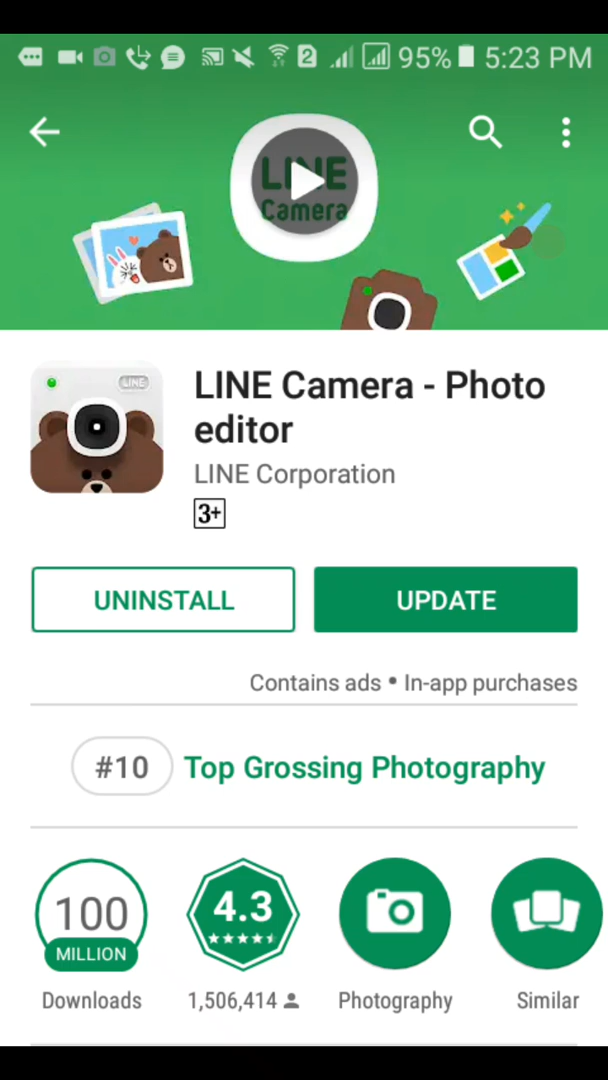 2 95% 5:23 PM
LINE
Camera
LINE
LINE Camera - Photo
editor
LINE Corporation
3+
UNINSTALL UPDATE
Contains ads • In-app purchases
#10 Top Grossing Photography
100
MILLION
4.3
Downloads 1,506,414 Photography Similar